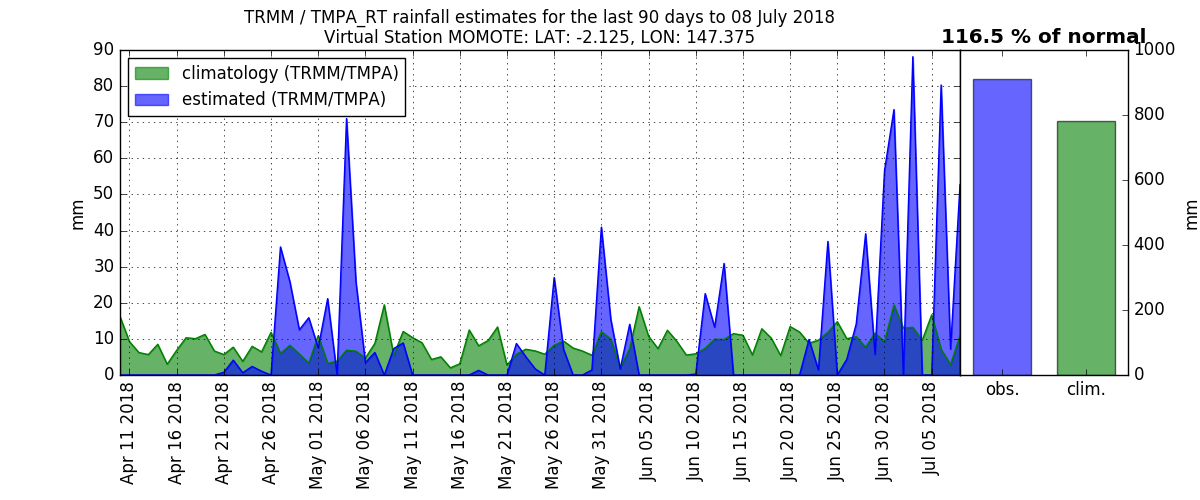 TRMM / TMPA_RT rainfall estimates for the last 90 days to 08 July 2018
Virtual Station MOMOTE: LAT: -2.125, LON: 147.375
116.5 % of normal
climatology (TRMM/TMPA)
estimated (TRMM/TMPA)
90
80
70
60
50
40
30
20
10
0
mm
Apr 11 2018
Apr 16 2018
Apr 21 2018
Apr 26 2018
May 01 2018
May 06 2018
May 11 2018
May 16 2018
May 21 2018
May 26 2018
May 31 2018
Jun 05 2018
Jun 10 2018
Jun 15 2018
Jun 20 2018
Jun 25 2018
Jun 30 2018
Jul 05 2018
obs.
clim.
1000
800
600
400
200
0
mm